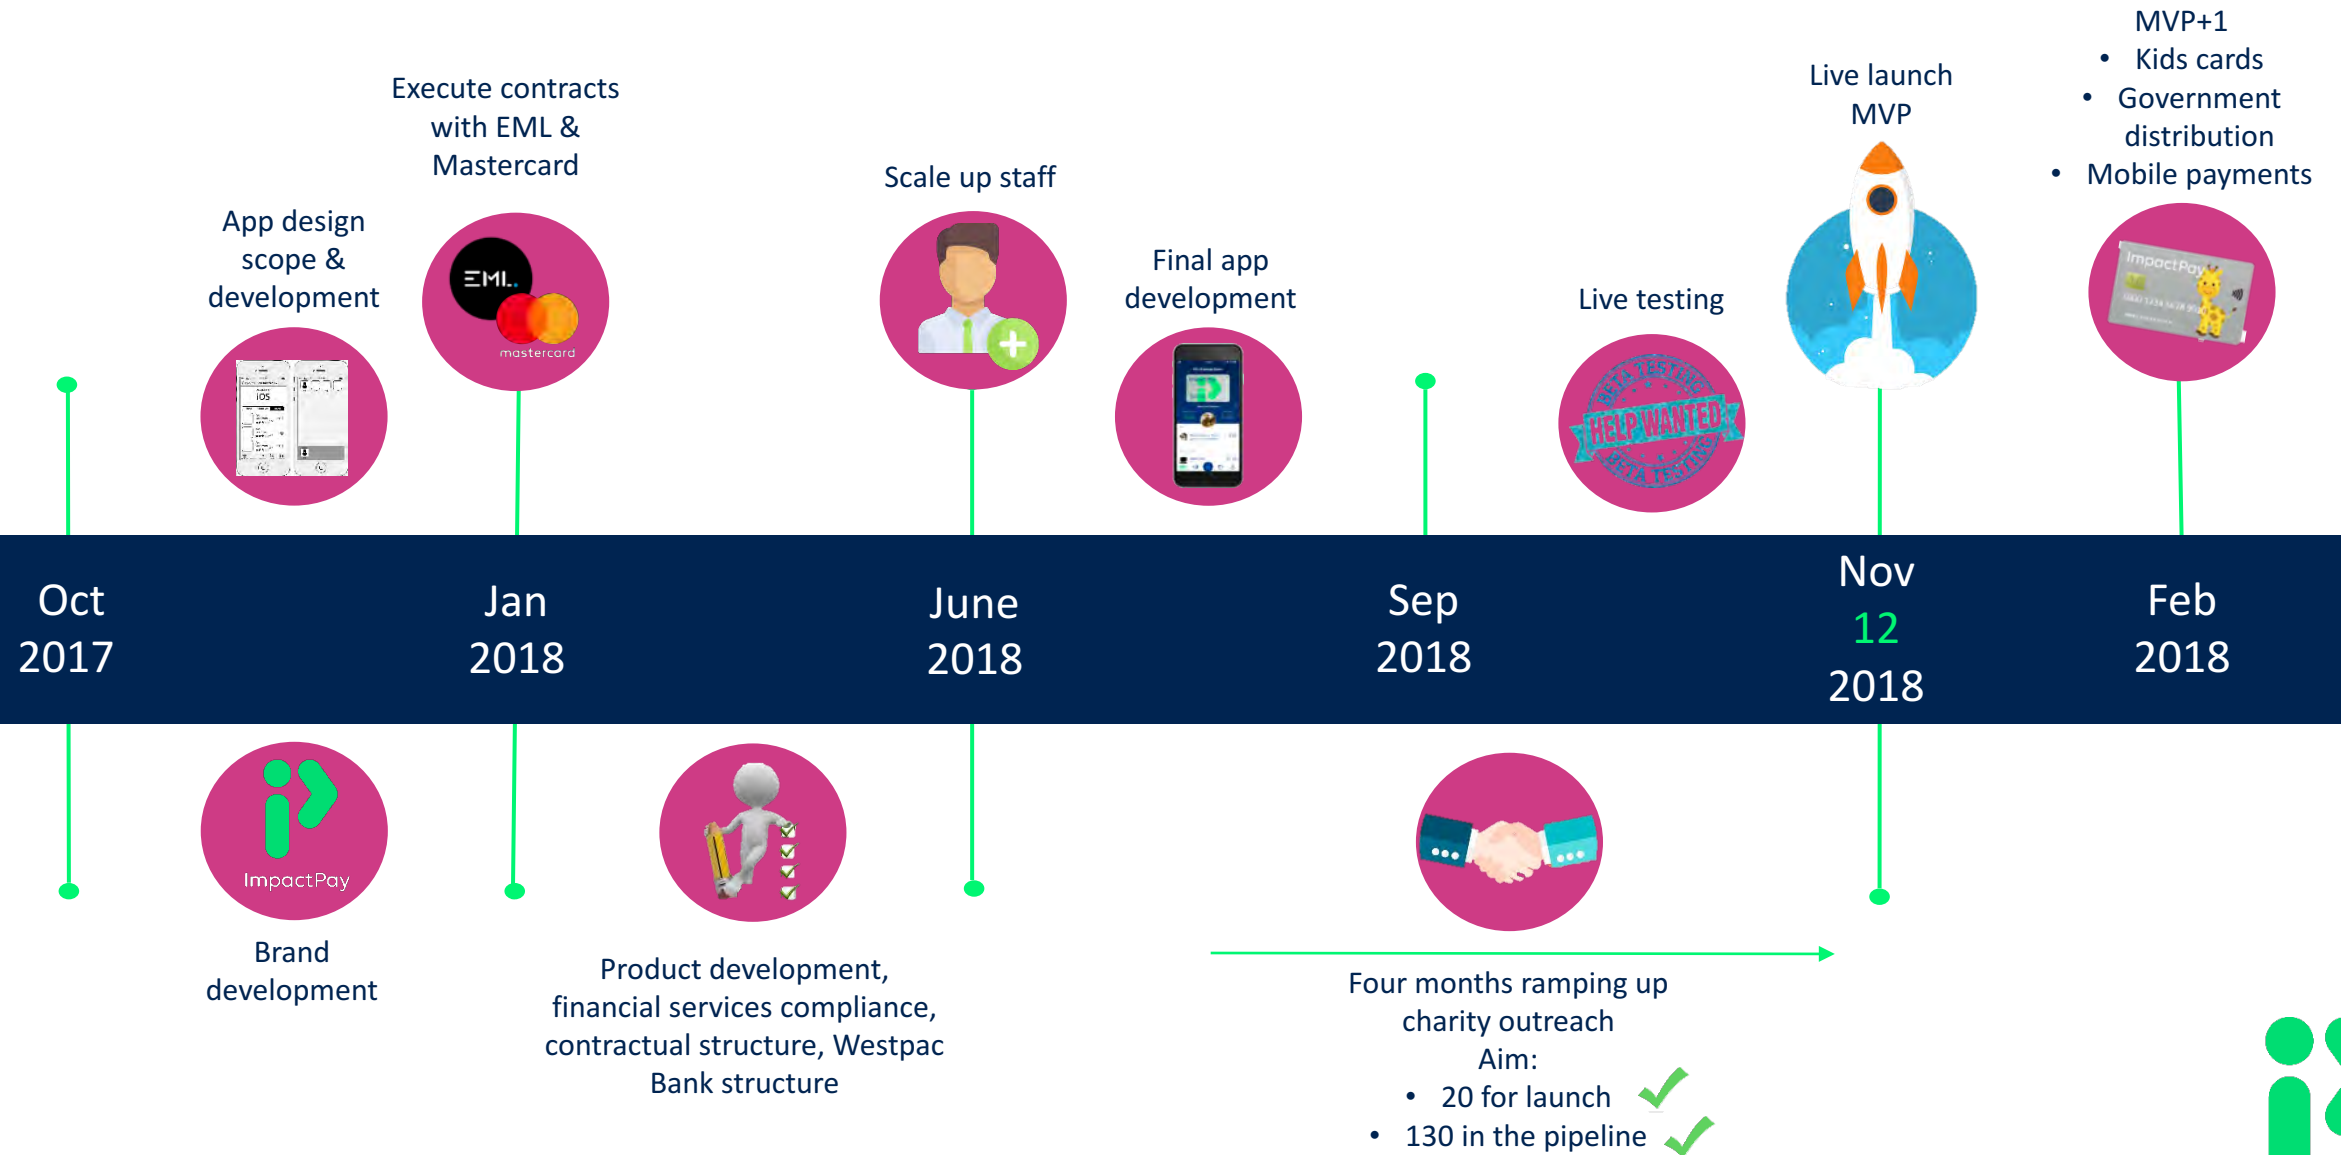 MVP+1
• Kids cards
• Government
distribution
• Mobile payments
Live launch
MVP
Execute contracts
with EML &
Mastercard
Scale up staff
App design
scope &
development
Final app
development
Live testing
EML.
mastercard
iOS
ImpactPay
BETA TESTING
HELP WANTED
BETA TESTING
Oct
2017
Jan
2018
June
2018
Sep
2018
Nov
12
2018
Feb
2018
ImpactPay
Brand
development
Product development,
financial services compliance,
contractual structure, Westpac
Bank structure
Four months ramping up
charity outreach
Aim:
• 20 for launch
• 130 in the pipeline